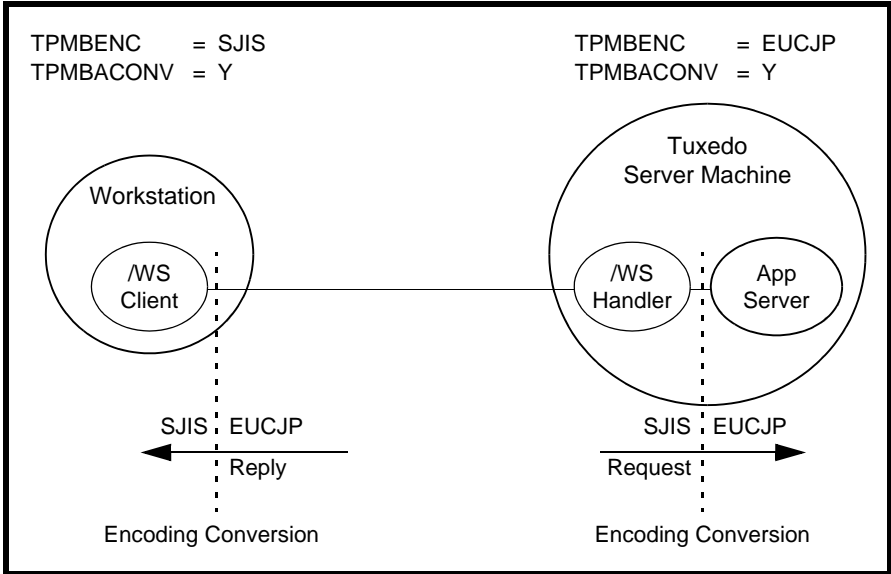 TPMBENC = SJIS
TPMBACONV = Y
TPMBENC = EUCJP
TPMBACONV = Y
Workstation
/WS
Client
Tuxedo
Server Machine
/WS
Handler
App
Server
SJIS EUCJP
Reply
SJIS EUCJP
Request
Encoding Conversion
Encoding Conversion